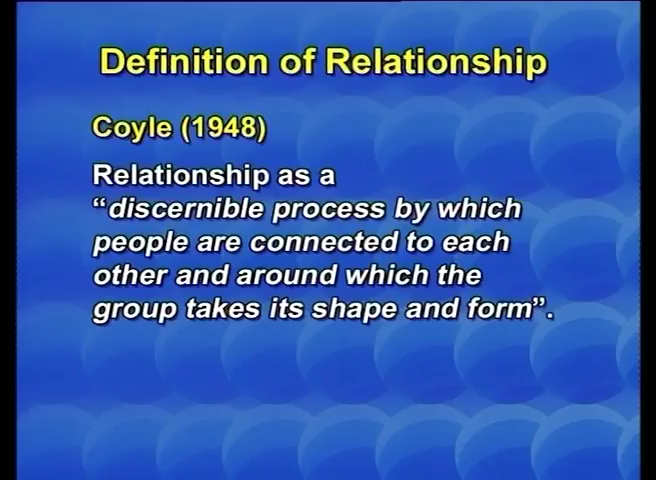 Definition of Relationship
Coyle (1948)
Relationship as a
“discernible process by which
people are connected to each
other and around which the
group takes its shape and form”.